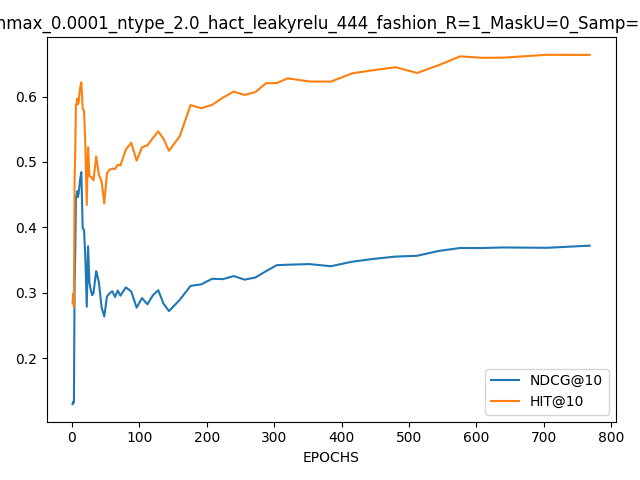 nmax_0.0001_ntype_2.0_hact_leakyrelu_444_fashion_R=1_MaskU=0_Samp=
0.6
0.5
0.4
0.3
0.2
0 100 200 300 400 500 600 700 800
EPOCHS
NDCG@10
HIT@10